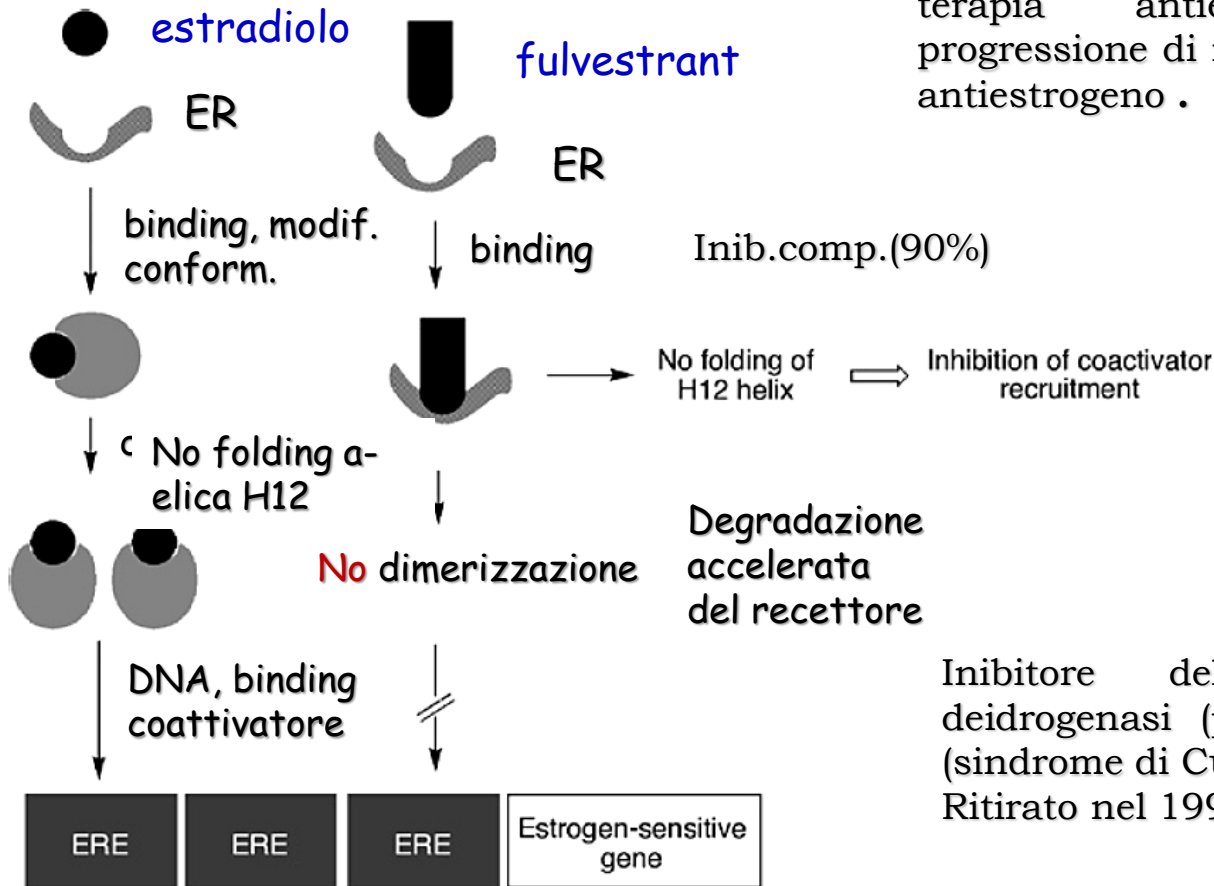 estradiolo
fulvestrant
ER
ER
terapia
progressione di
antiestrogeno .
binding, modif.
conform.
binding
Inib.comp.(90%)
No folding of
H12 helix
Inhibition of coactivator
recruitment
No folding a-
elica H12
No dimerizzazione
Degradazione
accelerata
del recettore
DNA, binding
coattivatore
Inibitore
deidrogenasi
(sindrome di
Ritirato nel
ERE
ERE
ERE
Estrogen-sensitive
gene